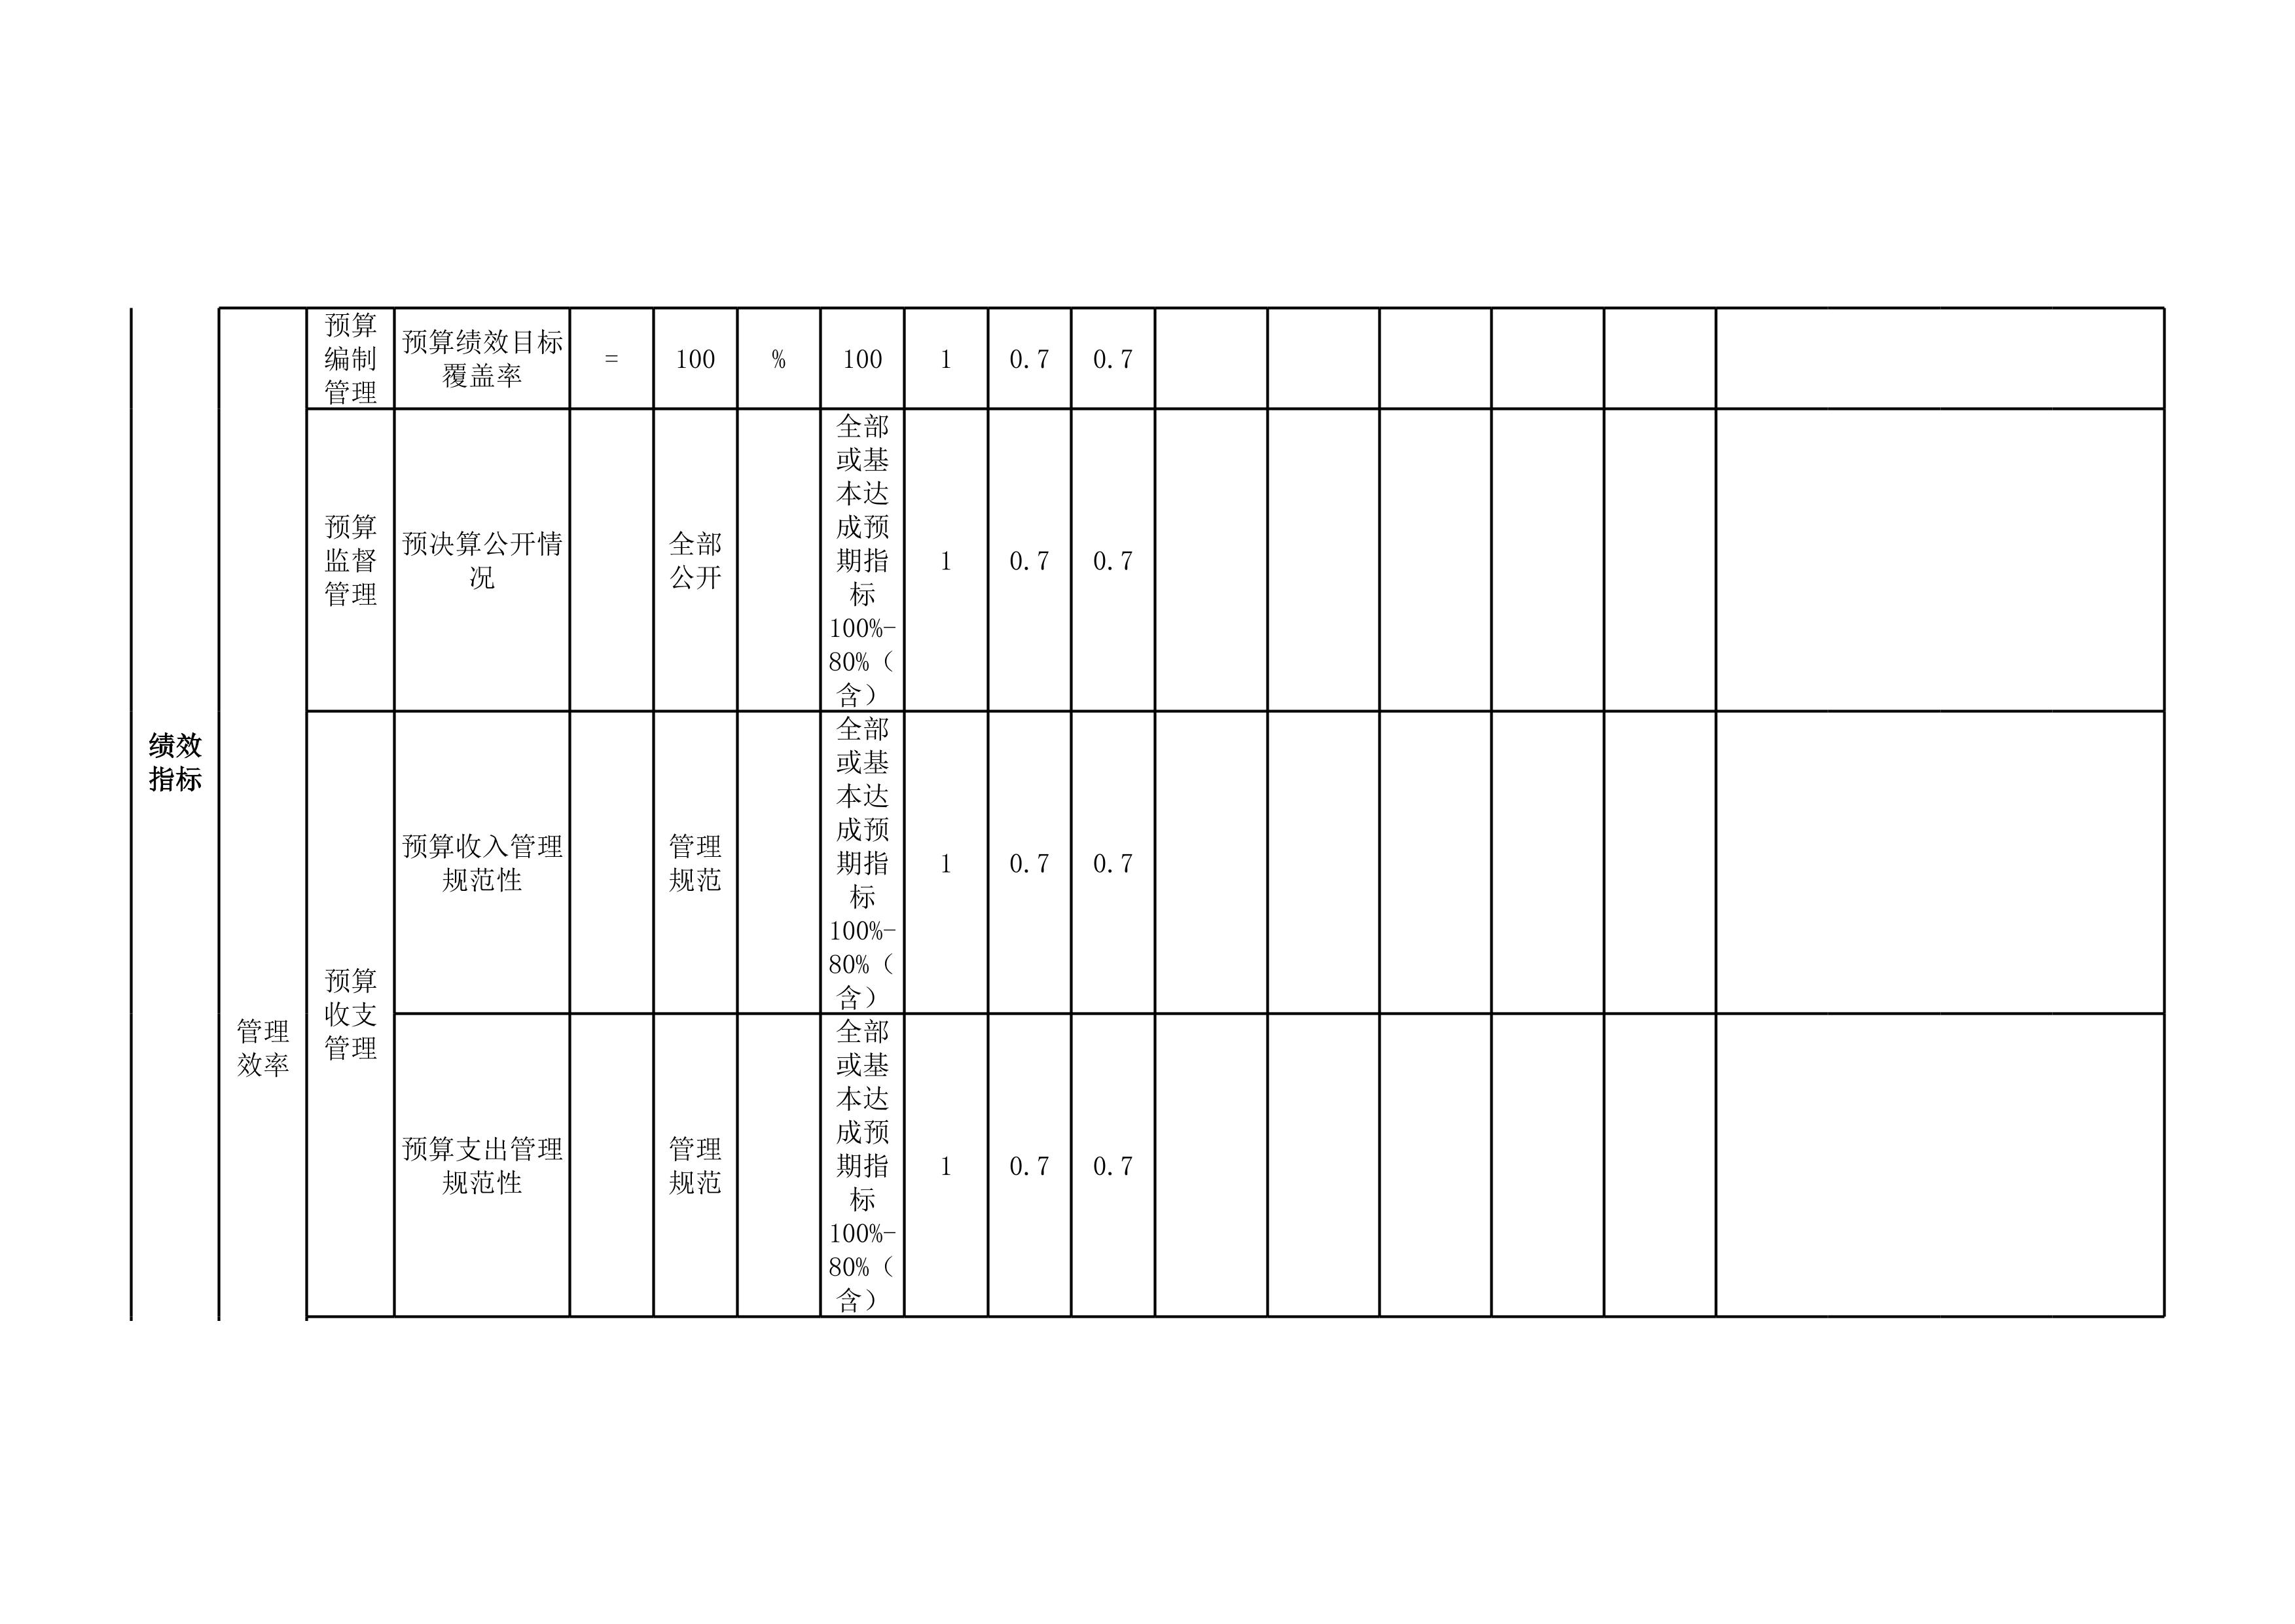 绩效
指标
管理
效率
预算
编制
管理
预算绩效目标
覆盖率
=
100
%
100
1
0.7
0.7
预算
监督
管理
预决算公开情
况
全部
公开
全部
或基
本达
成预
期指
标
100%-
80%（
含）
1
0.7
0.7
预算
收支
管理
预算收入管理
规范性
管理
规范
全部
或基
本达
成预
期指
标
100%-
80%（
含）
1
0.7
0.7
预算支出管理
规范性
管理
规范
全部
或基
本达
成预
期指
标
100%-
80%（
含）
1
0.7
0.7